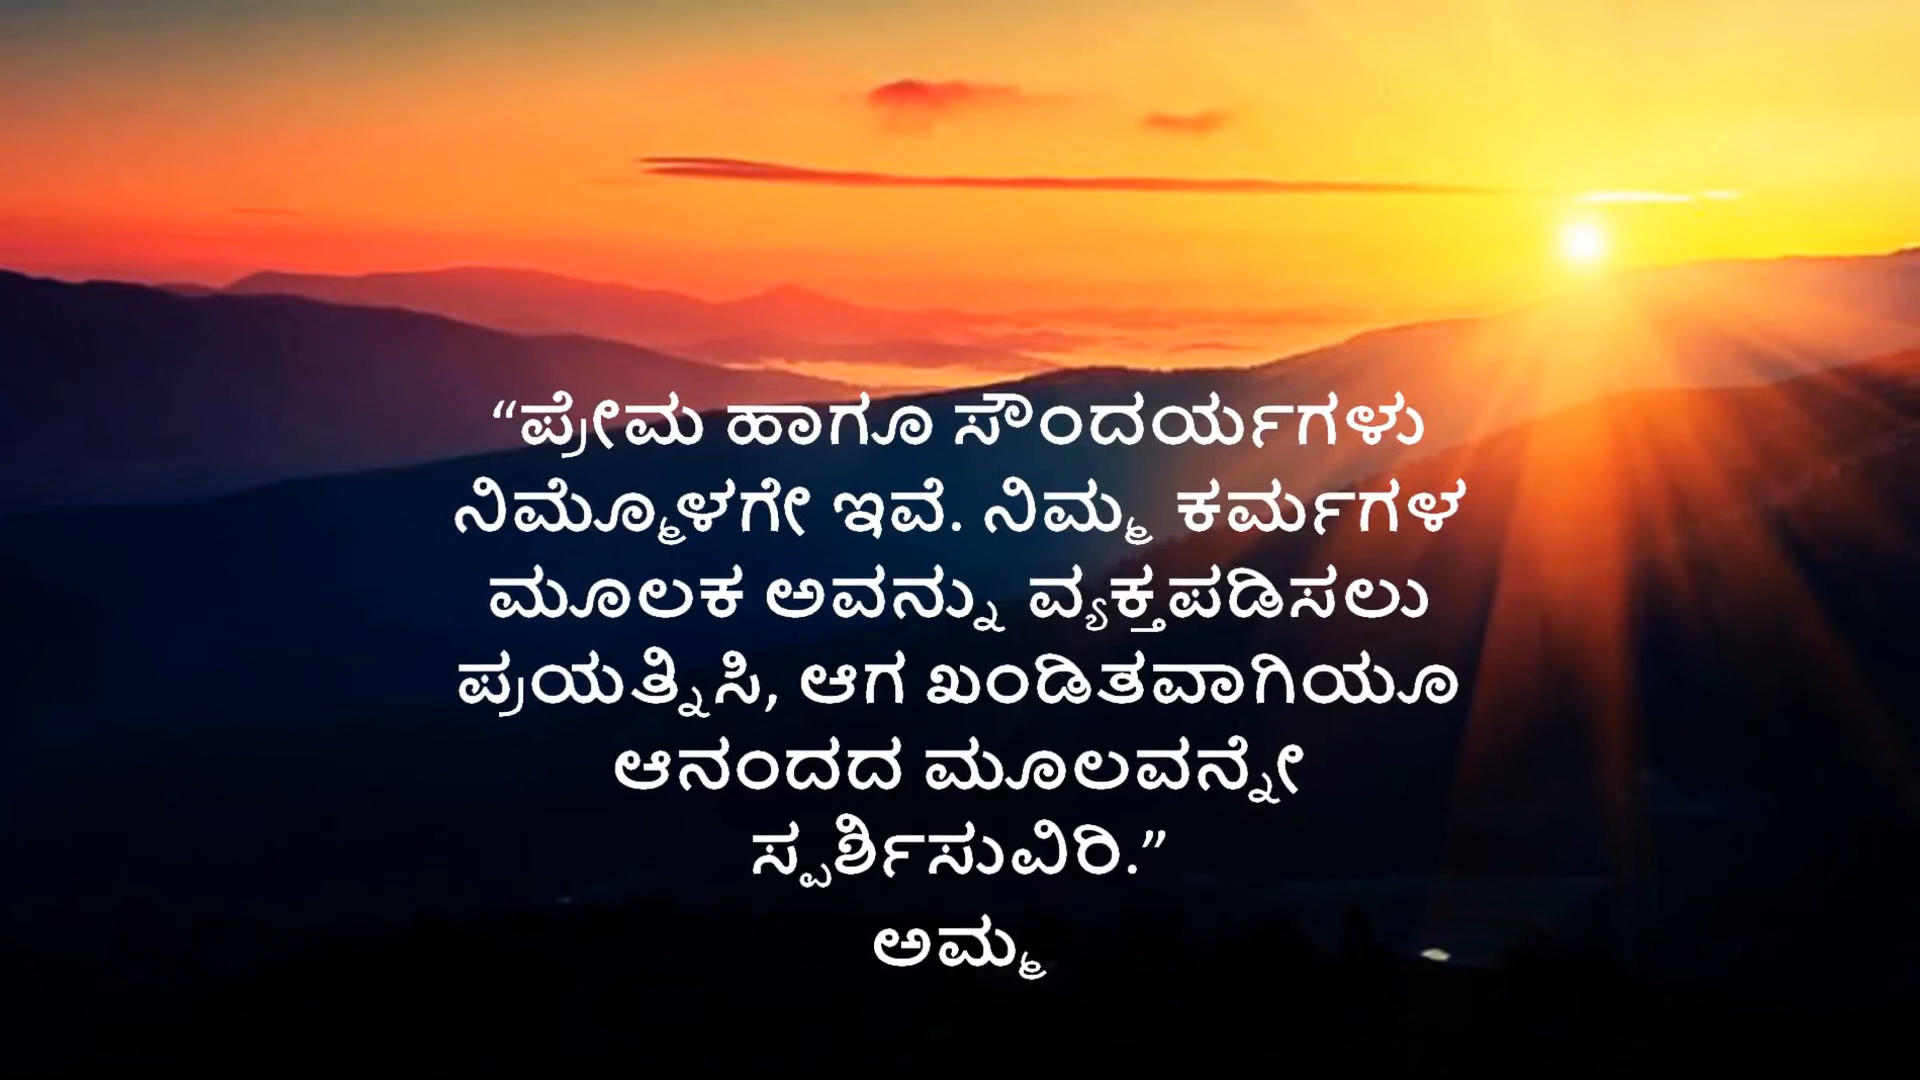 “ಪ್ರೇಮ ಹಾಗೂ ಸೌಂದರ್ಯಗಳು
ನಿಮ್ಮೊಳಗೇ ಇವೆ. ನಿಮ್ಮ ಕರ್ಮಗಳ
ಮೂಲಕ ಅವನ್ನು ವ್ಯಕ್ತಪಡಿಸಲು
ಪ್ರಯತ್ನಿಸಿ, ಆಗ ಖಂಡಿತವಾಗಿಯೂ
ಆನಂದದ ಮೂಲವನ್ನೇ
ಸ್ಪರ್ಶಿಸುವಿರಿ.”
ಅಮ್ಮ